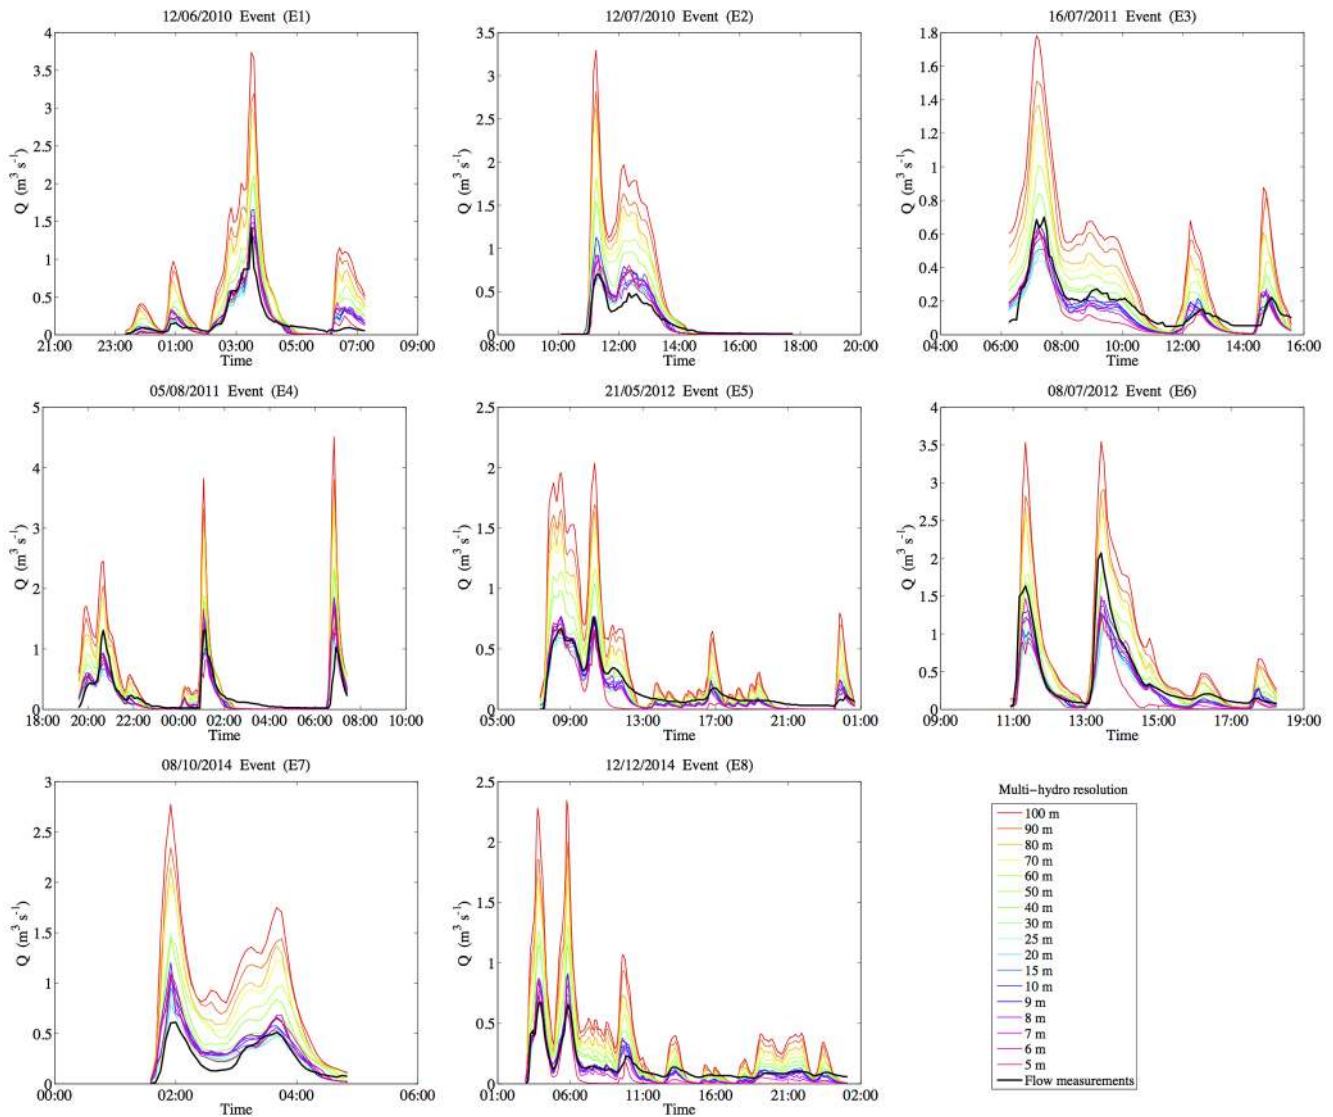 12/06/2010 Event (E1)
4
3.5
3
2.5
2
1.5
1
0.5
0
Q (m³ s⁻¹)
21:00 23:00 01:00 03:00 05:00 07:00 09:00
Time
12/07/2010 Event (E2)
3.5
3
2.5
2
1.5
1
0.5
0
Q (m³ s⁻¹)
08:00 10:00 12:00 14:00 16:00 18:00 20:00
Time
16/07/2011 Event (E3)
1.8
1.6
1.4
1.2
1
0.8
0.6
0.4
0.2
0
Q (m³ s⁻¹)
04:00 06:00 08:00 10:00 12:00 14:00 16:00
Time
05/08/2011 Event (E4)
5
4
3
2
1
0
Q (m³ s⁻¹)
18:00 20:00 22:00 00:00 02:00 04:00 06:00 08:00 10:00
Time
21/05/2012 Event (E5)
2.5
2
1.5
1
0.5
0
Q (m³ s⁻¹)
05:00 09:00 13:00 17:00 21:00 01:00
Time
08/07/2012 Event (E6)
4
3.5
3
2.5
2
1.5
1
0.5
0
Q (m³ s⁻¹)
09:00 11:00 13:00 15:00 17:00 19:00
Time
08/10/2014 Event (E7)
3
2.5
2
1.5
1
0.5
0
Q (m³ s⁻¹)
00:00 02:00 04:00 06:00
Time
12/12/2014 Event (E8)
2.5
2
1.5
1
0.5
0
Q (m³ s⁻¹)
01:00 06:00 11:00 16:00 21:00 02:00
Time
Multi-hydro resolution
100 m
90 m
80 m
70 m
60 m
50 m
40 m
30 m
25 m
20 m
15 m
10 m
9 m
8 m
7 m
6 m
5 m
Flow measurements